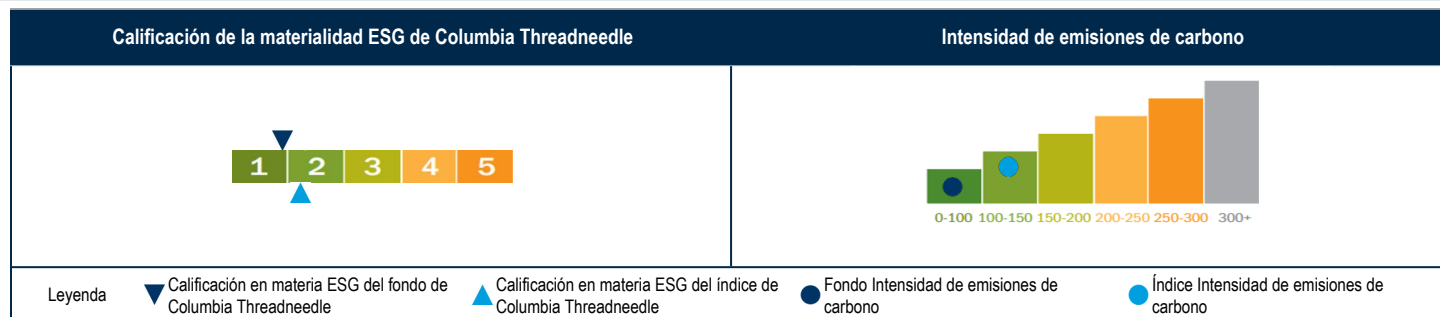 Calificación de la materialidad ESG de Columbia Threadneedle
Intensidad de emisiones de carbono
1 2 3 4 5
0-100 100-150 150-200 200-250 250-300 300+
Leyenda
Calificación en materia ESG del fondo de
Columbia Threadneedle
Calificación en materia ESG del índice de
Columbia Threadneedle
Fondo Intensidad de emisiones de
carbono
Índice Intensidad de emisiones de
carbono